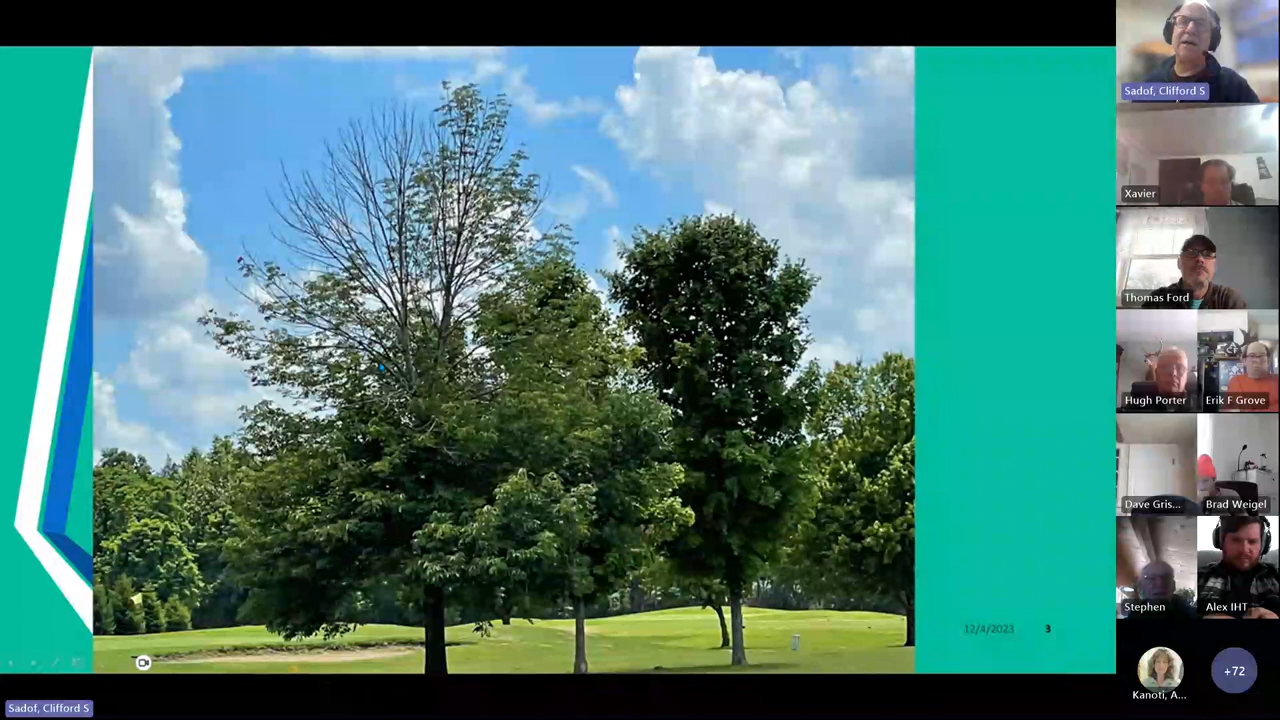 Sadof, Clifford S
Xavier
Thomas Ford
Hugh Porter
Erik F Grove
Dave Gris...
Brad Weigel
Stephen
Alex IHT
12/4/2023
3
Kanoti, A...
+72
Sadof, Clifford S